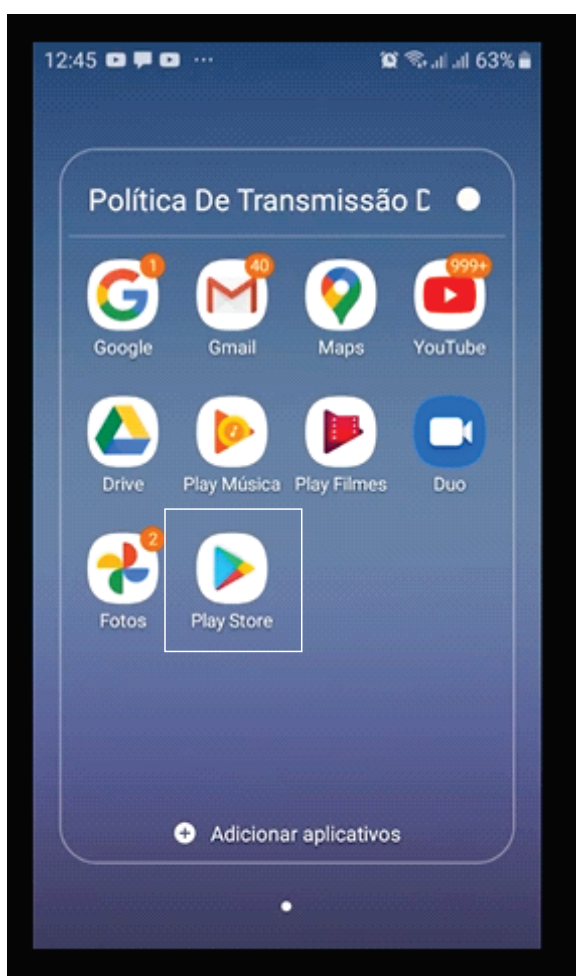 12:45 63%
Política De Transmissão D
1 40 999+
Google Gmail Maps YouTube
Drive Play Música Play Filmes Duo
2
Fotos Play Store
Adicionar aplicativos